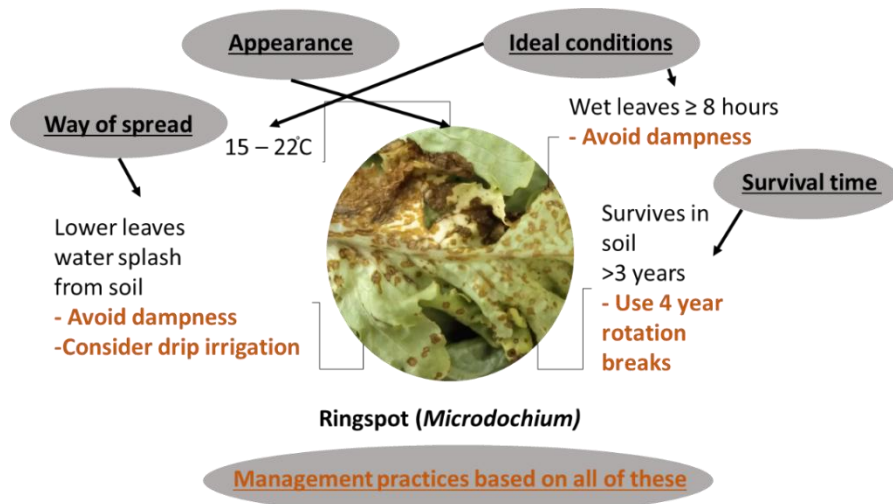 Appearance
Ideal conditions
Way of spread
15 – 22°C
Wet leaves ≥ 8 hours
- Avoid dampness
Survival time
Lower leaves
water splash
from soil
- Avoid dampness
-Consider drip irrigation
Survives in
soil
>3 years
- Use 4 year
rotation
breaks
Ringspot (Microdochium)
Management practices based on all of these